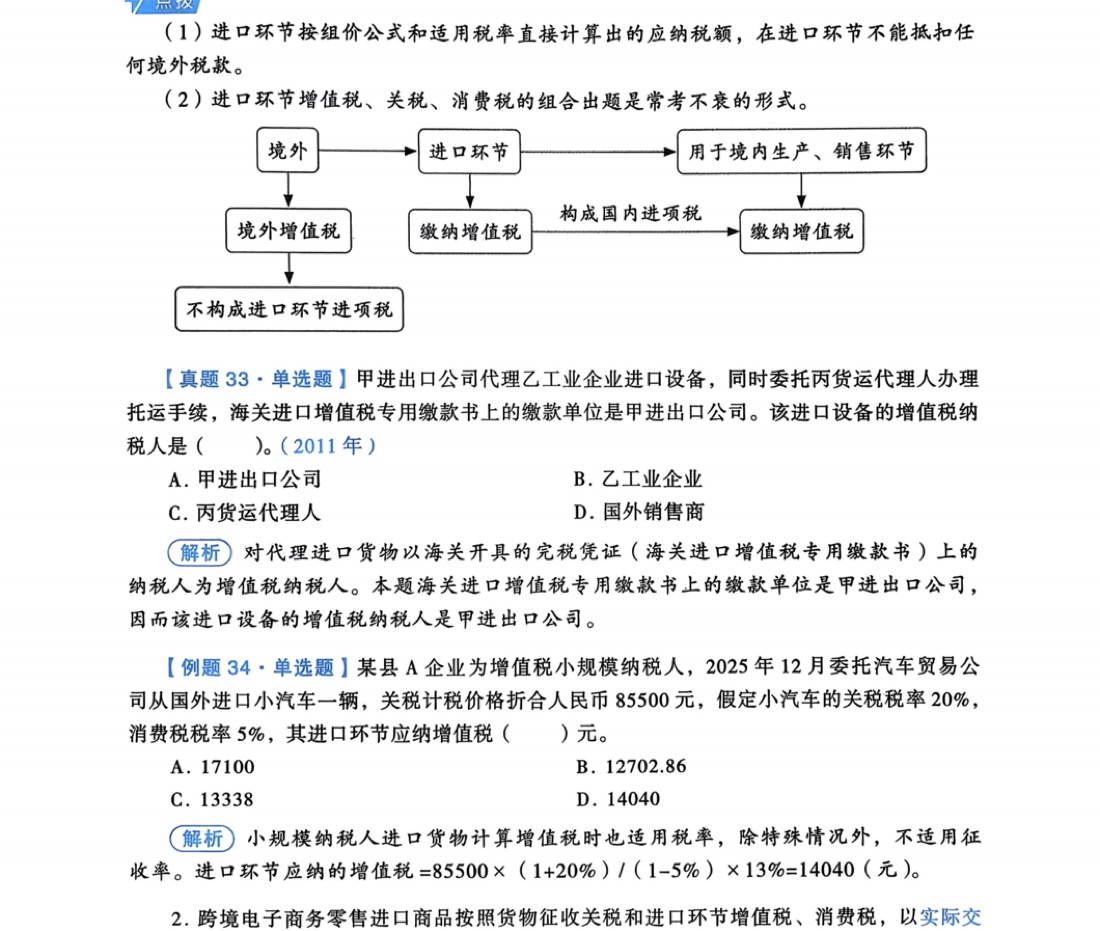 点拨
(1)进口环节按组价公式和适用税率直接计算出的应纳税额，在进口环节不能抵扣任
何境外税款。
(2)进口环节增值税、关税、消费税的组合出题是常考不衰的形式。
境外
进口环节
用于境内生产、销售环节
构成国内进项税
境外增值税
缴纳增值税
缴纳增值税
不构成进口环节进项税
【真题 33·单选题】甲进出口公司代理乙工业企业进口设备，同时委托丙货运代理人办理
托运手续，海关进口增值税专用缴款书上的缴款单位是甲进出口公司。该进口设备的增值税纳
税人是(  )。(2011 年)
A. 甲进出口公司 B. 乙工业企业
C. 丙货运代理人 D. 国外销售商
解析 对代理进口货物以海关开具的完税凭证(海关进口增值税专用缴款书)上的
纳税人为增值税纳税人。本题海关进口增值税专用缴款书上的缴款单位是甲进出口公司，
因而该进口设备的增值税纳税人是甲进出口公司。
【例题 34·单选题】某县 A 企业为增值税小规模纳税人，2025 年 12 月委托汽车贸易公
司从国外进口小汽车一辆，关税计税价格折合人民币 85500 元，假定小汽车的关税税率 20%，
消费税税率 5%，其进口环节应纳增值税(  )元。
A. 17100 B. 12702.86
C. 13338 D. 14040
解析 小规模纳税人进口货物计算增值税时也适用税率，除特殊情况外，不适用征
收率。进口环节应纳的增值税=85500×(1+20%)/(1-5%)×13%=14040(元)。
2. 跨境电子商务零售进口商品按照货物征收关税和进口环节增值税、消费税，以实际交